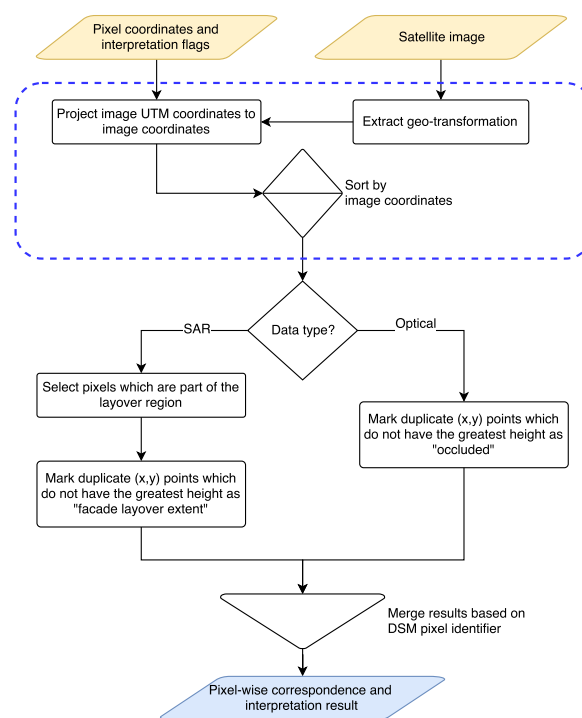 Pixel coordinates and
interpretation flags
Satellite image
Project image UTM coordinates to
image coordinates
Extract geo-transformation
Sort by
image coordinates
Data type?
SAR
Optical
Select pixels which are part of the
layover region
Mark duplicate (x,y) points which
do not have the greatest height as
"occluded"
Mark duplicate (x,y) points which
do not have the greatest height as
"facade layover extent"
Merge results based on
DSM pixel identifier
Pixel-wise correspondence and
interpretation result